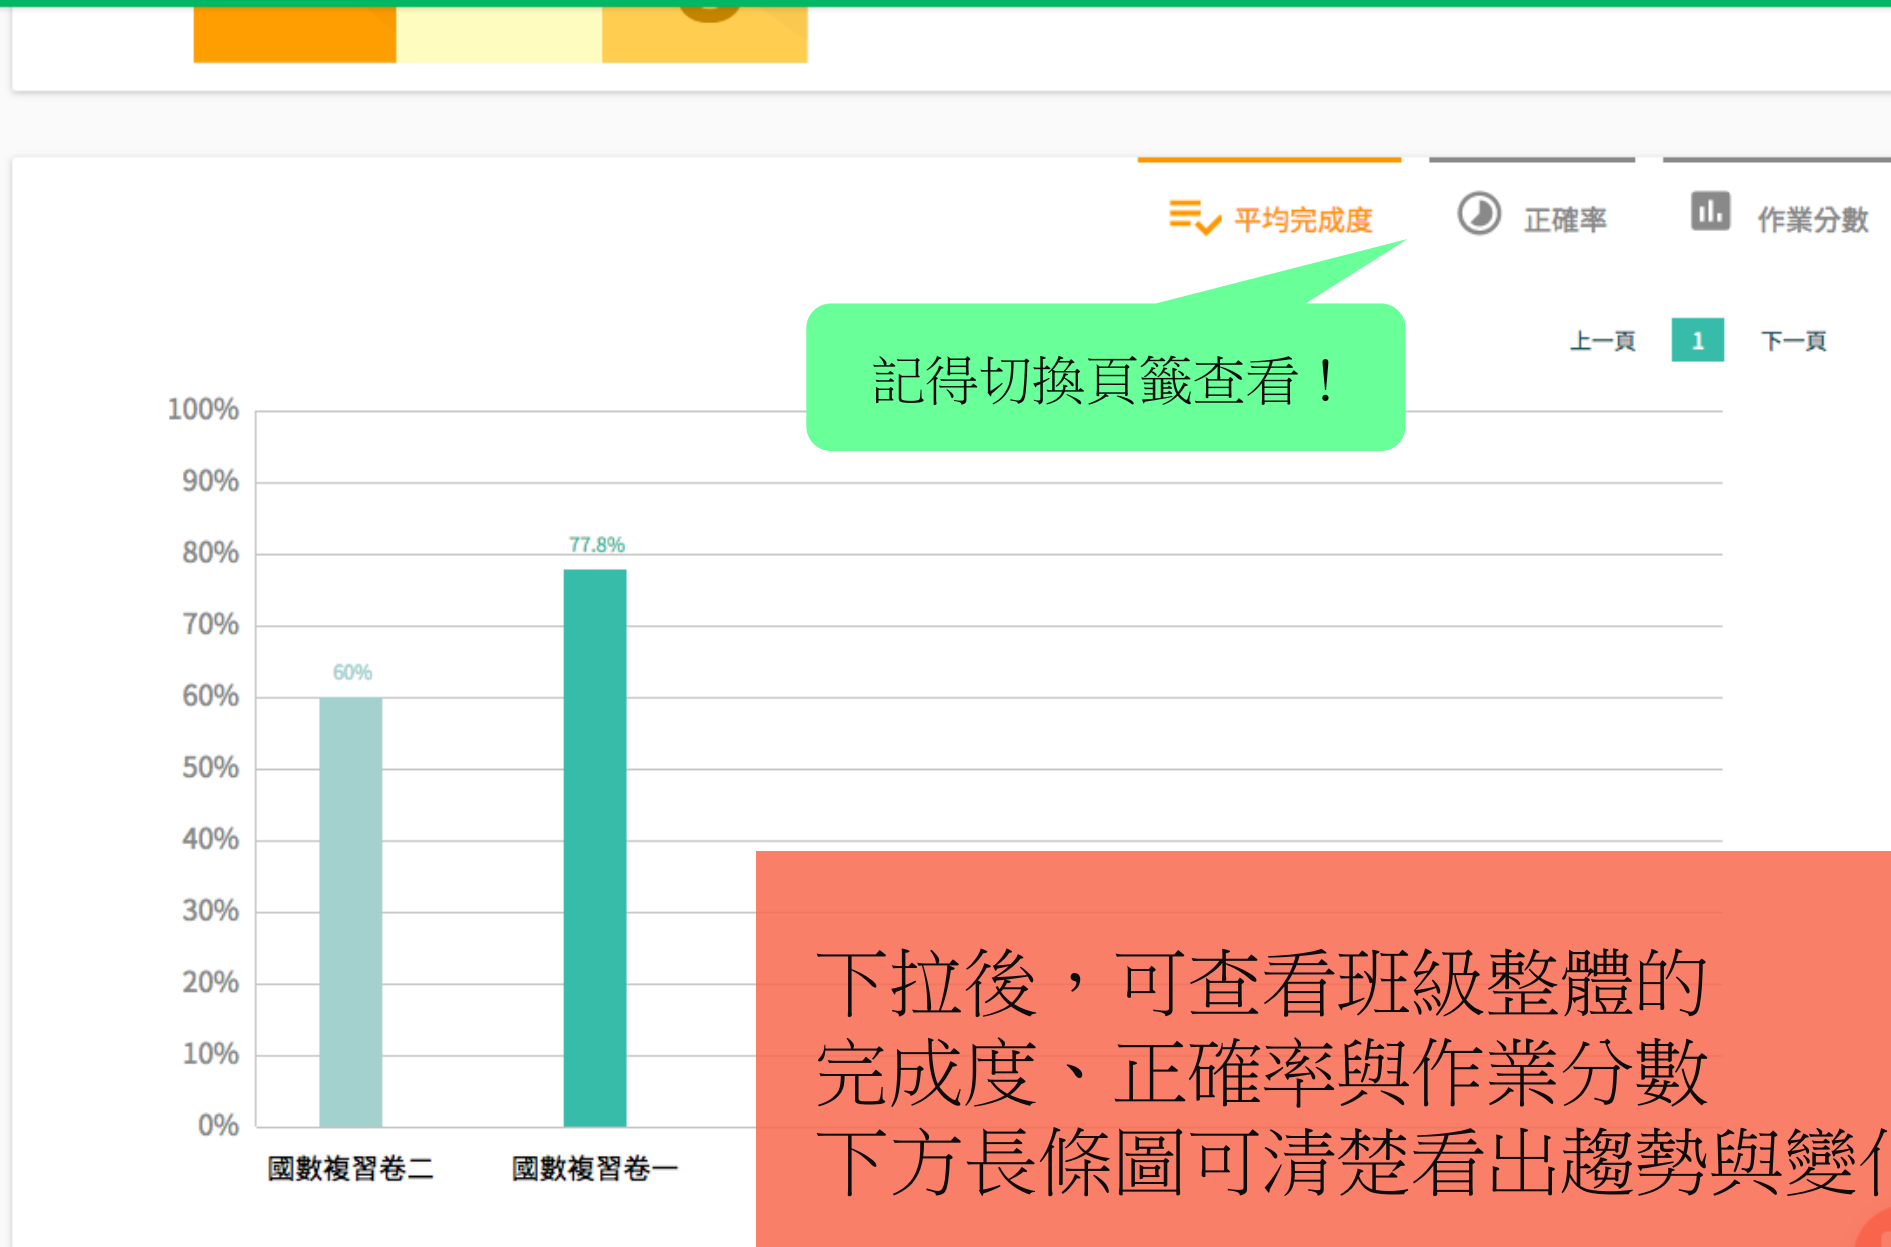 平均完成度
正確率
作業分數
記得切換頁籤查看！
上一頁 1 下一頁
100%
90%
80%
77.8%
70%
60%
60%
50%
40%
30%
20%
10%
0%
國數複習卷二
國數複習卷一
下拉後，可查看班級整體的
完成度、正確率與作業分數
下方長條圖可清楚看出趨勢與變